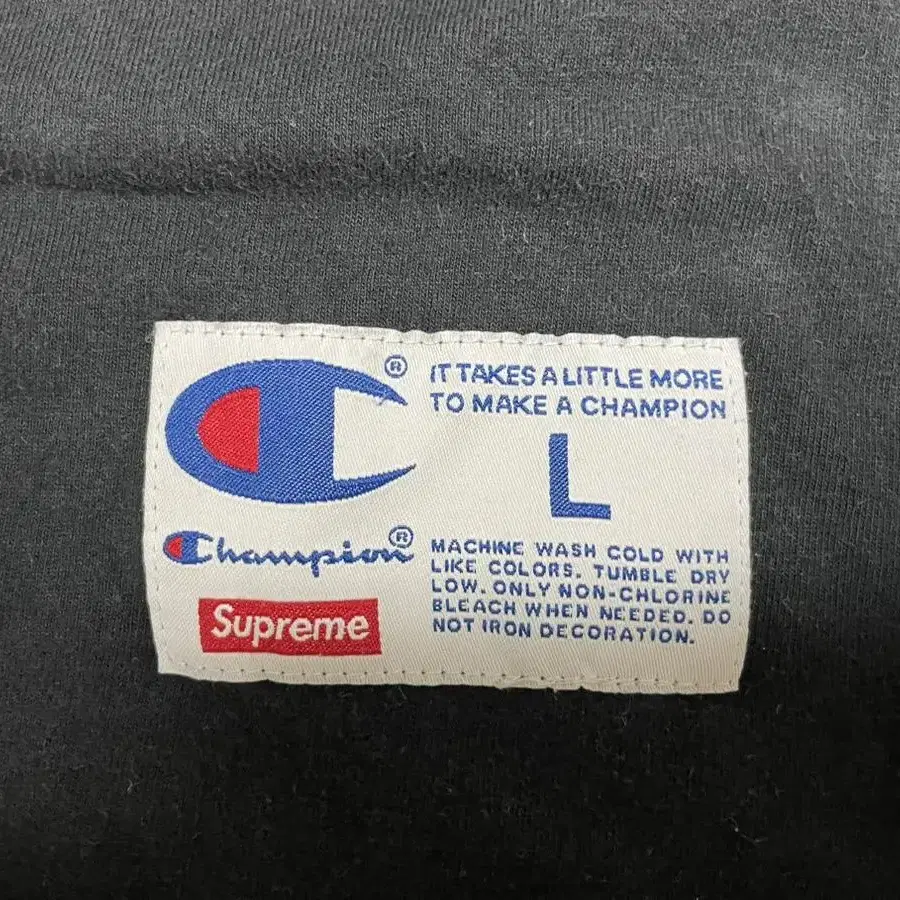 ®
IT TAKES A LITTLE MORE
TO MAKE A CHAMPION
L
Champion®
Supreme
MACHINE WASH COLD WITH
LIKE COLORS. TUMBLE DRY
LOW. ONLY NON-CHLORINE
BLEACH WHEN NEEDED. DO
NOT IRON DECORATION.